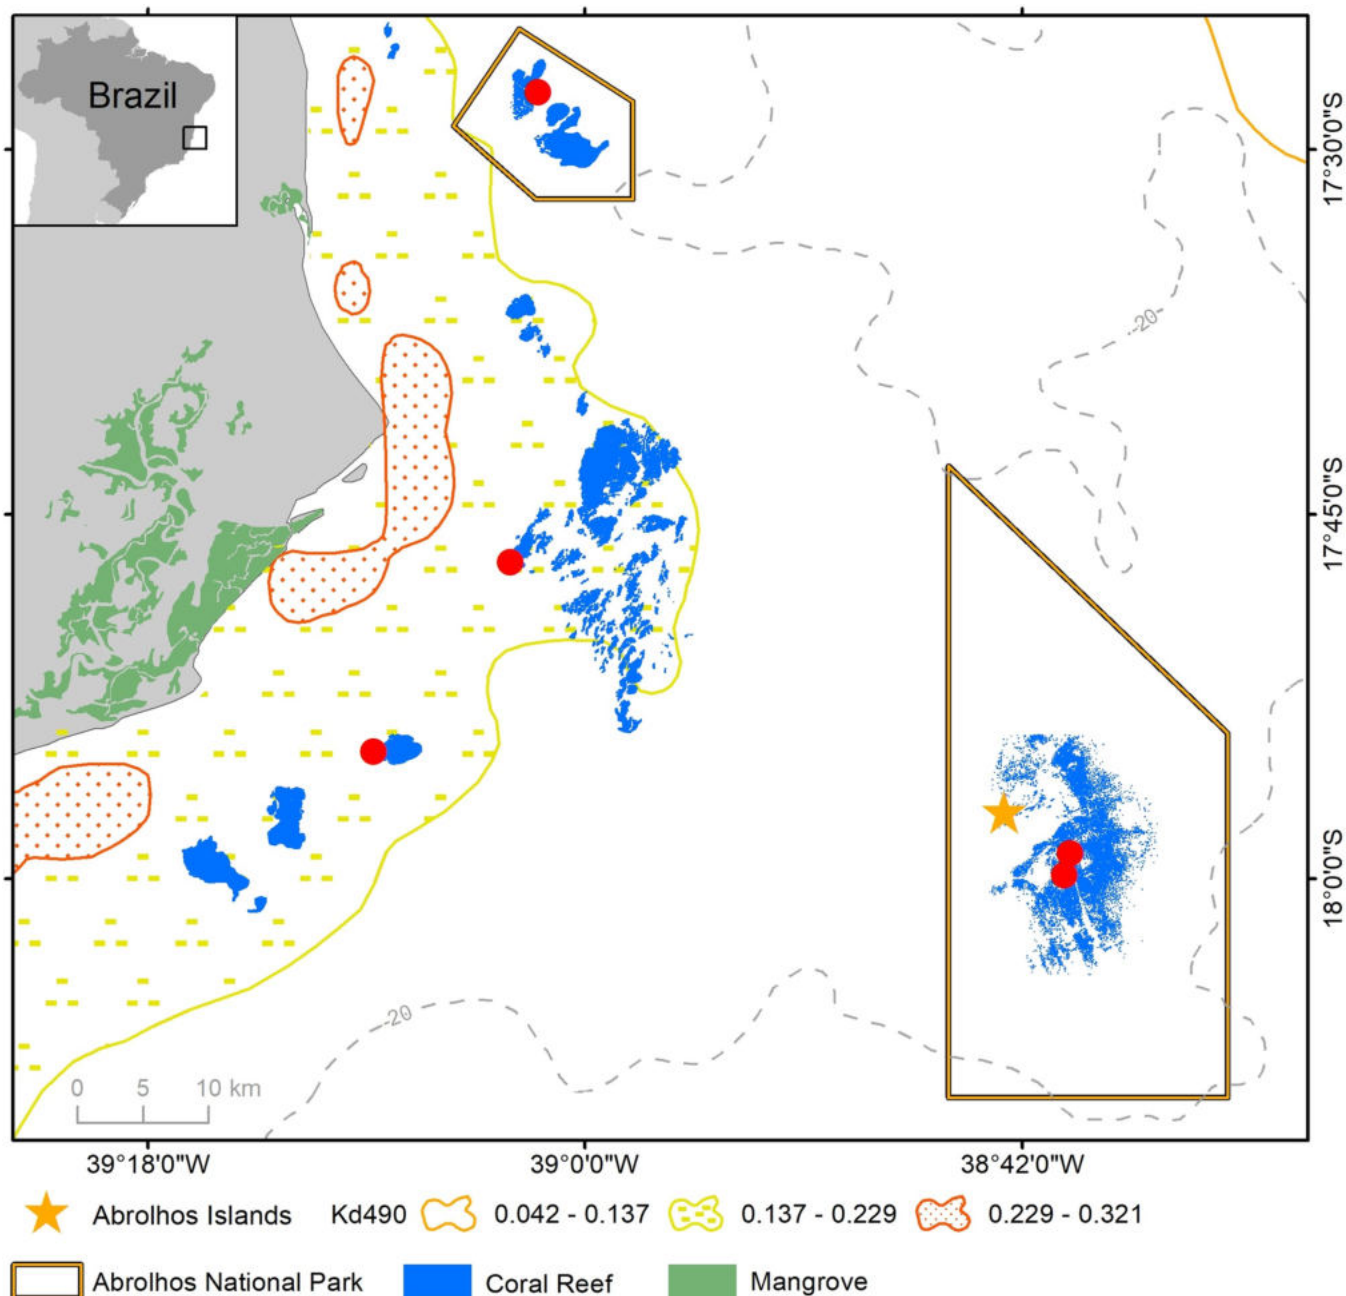 Brazil
17°30'0"S
-20-
17°45'0"S
18°0'0"S
-20
0 5 10 km
39°18'0"W 39°0'0"W 38°42'0"W
Abrolhos Islands Kd490 0.042 - 0.137 0.137 - 0.229 0.229 - 0.321
Abrolhos National Park Coral Reef Mangrove